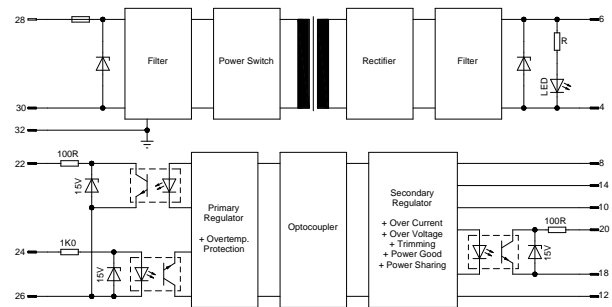 28
6
R
Filter
Power Switch
Rectifier
Filter
LED
30
4
32
22
100R
8
15V
14
Primary
Regulator
+ Overtemp.
Protection
Optocoupler
Secondary
Regulator
+ Over Current
+ Over Voltage
+ Trimming
+ Power Good
+ Power Sharing
10
100R
20
24
1K0
15V
15V
18
26
12